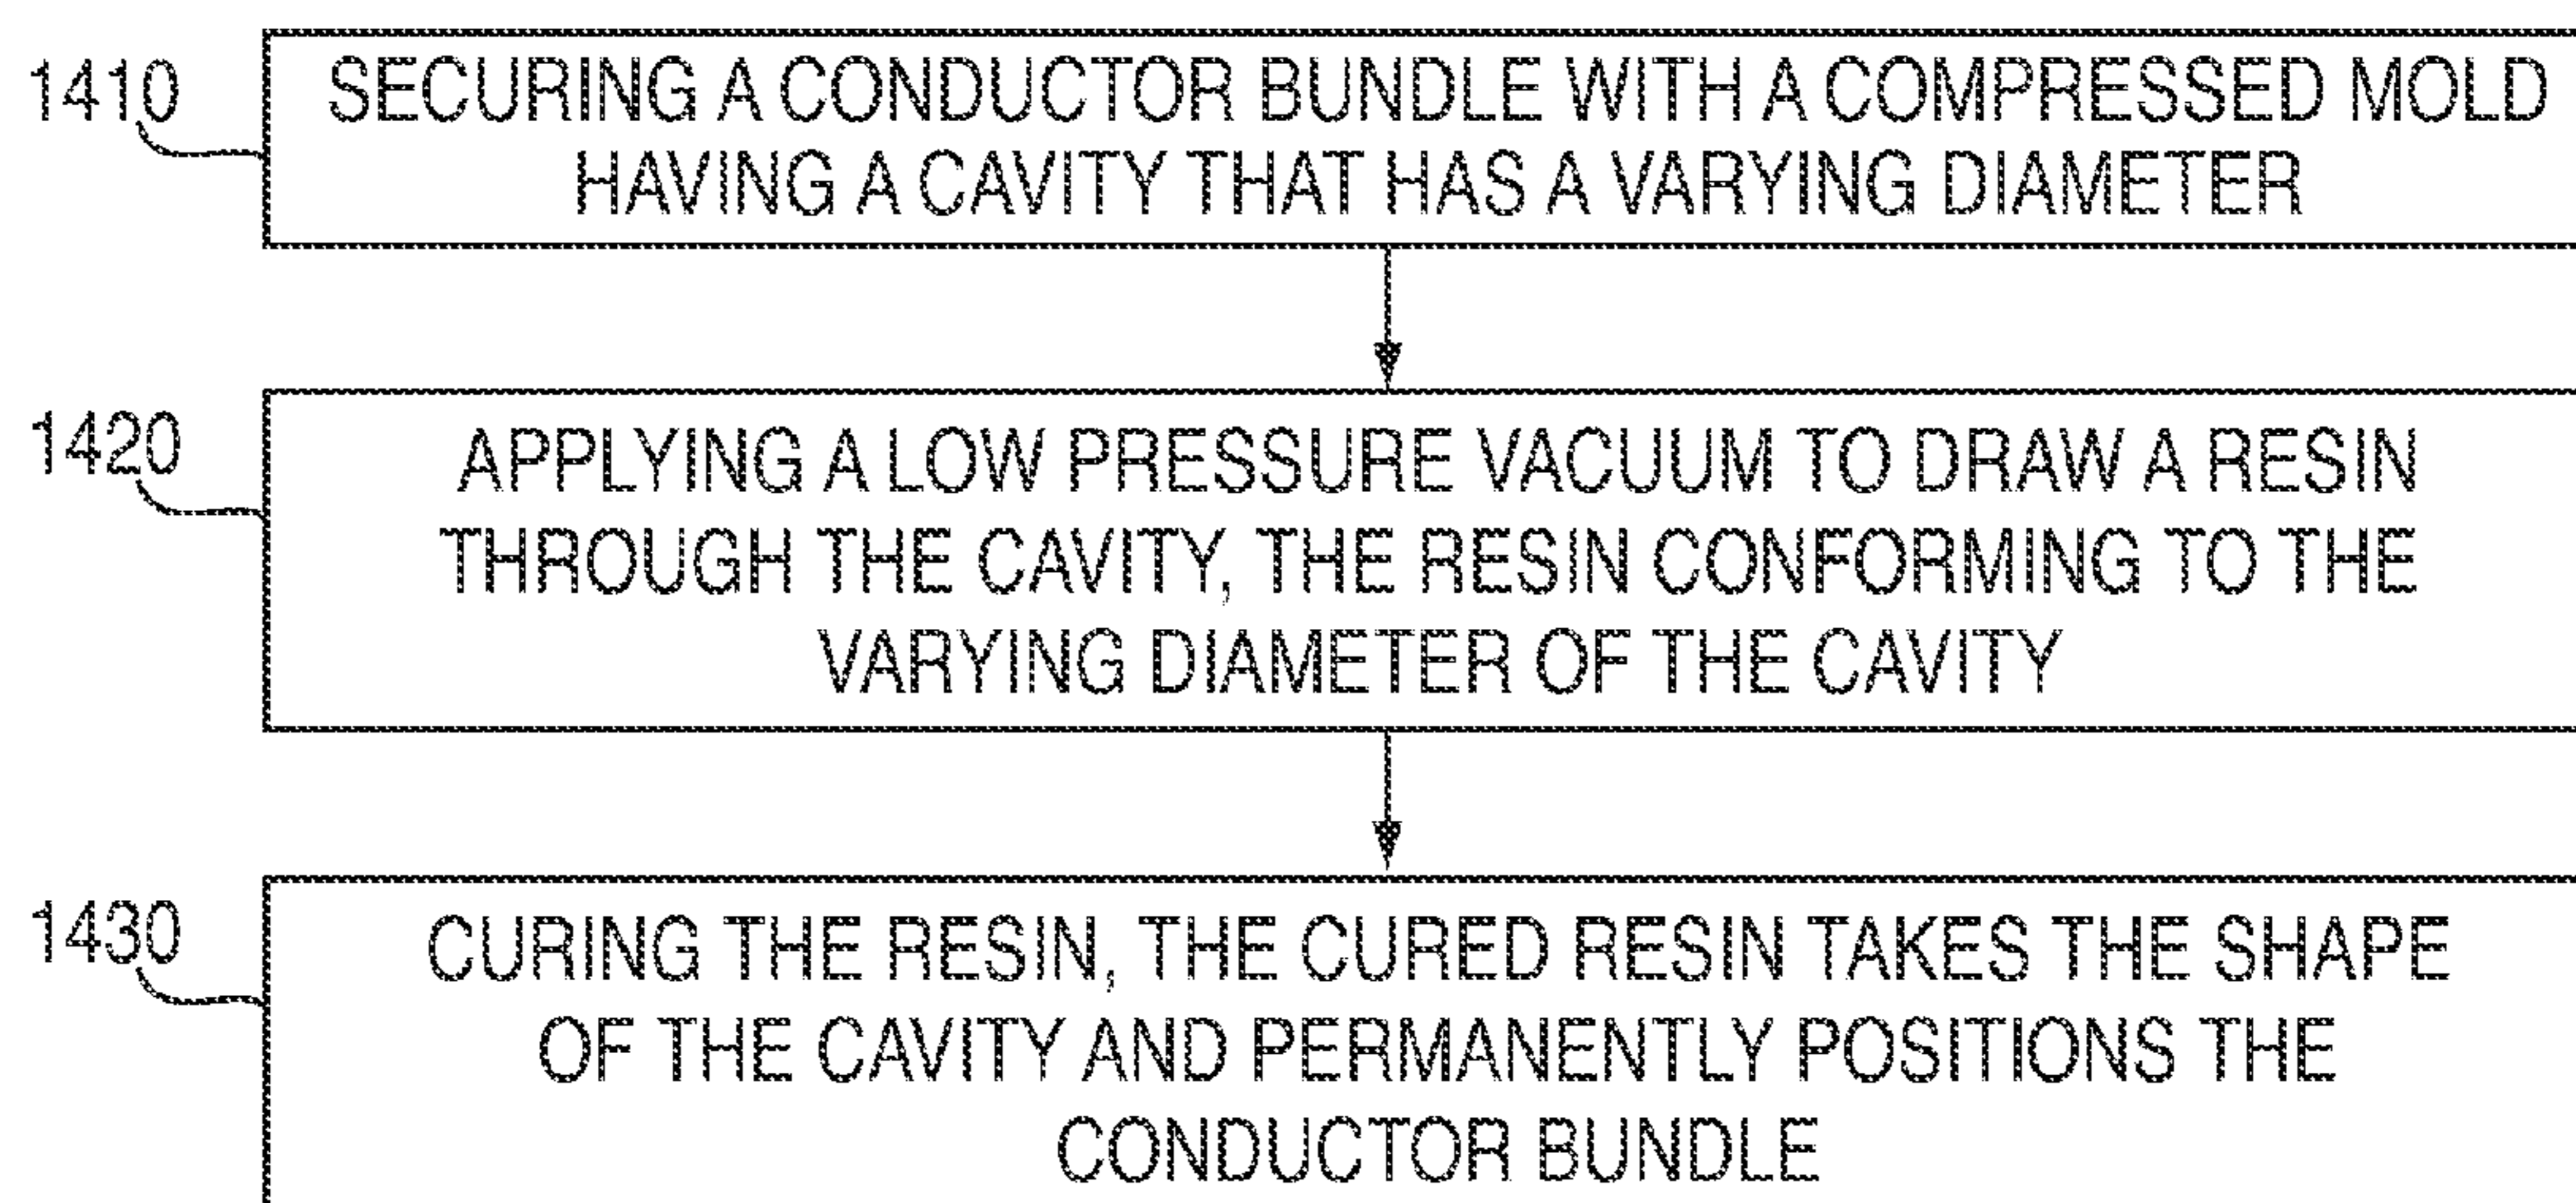 1410
SECURING A CONDUCTOR BUNDLE WITH A COMPRESSED MOLD
HAVING A CAVITY THAT HAS A VARYING DIAMETER
1420
APPLYING A LOW PRESSURE VACUUM TO DRAW A RESIN
THROUGH THE CAVITY, THE RESIN CONFORMING TO THE
VARYING DIAMETER OF THE CAVITY
1430
CURING THE RESIN, THE CURED RESIN TAKES THE SHAPE
OF THE CAVITY AND PERMANENTLY POSITIONS THE
CONDUCTOR BUNDLE